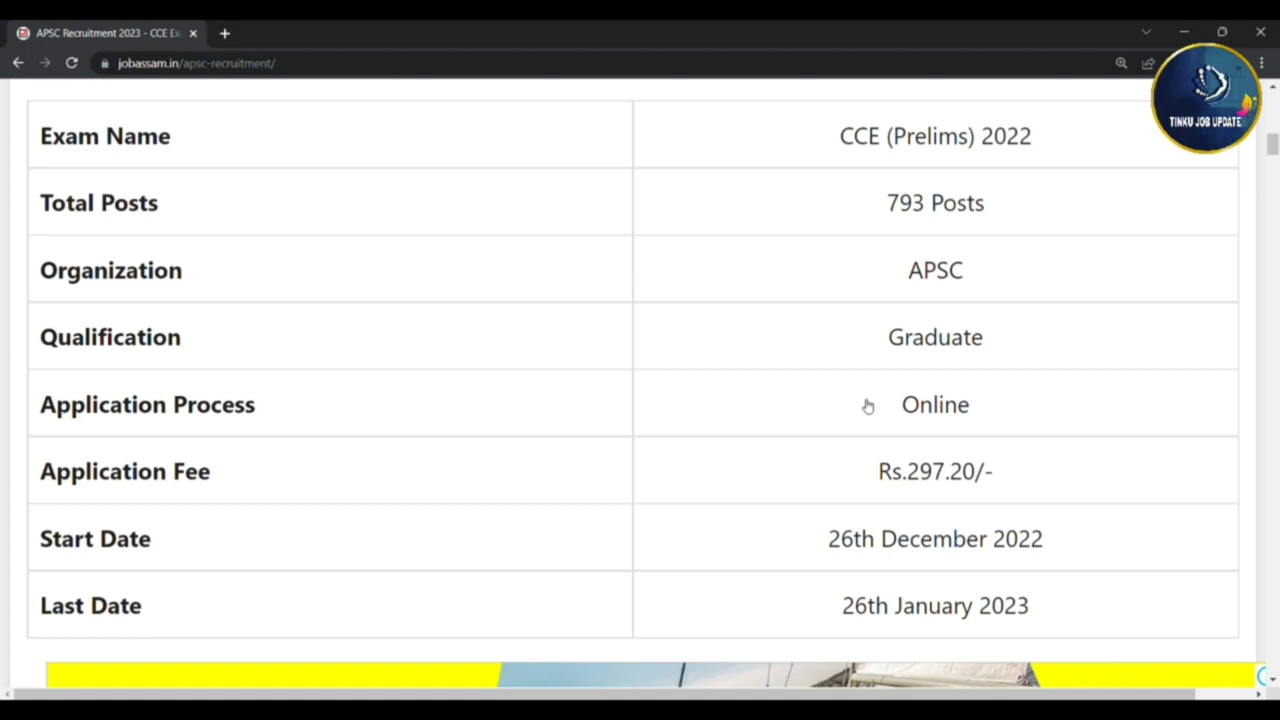 APSC Recruitment 2023 - CCE Ex
jobassam.in/apsc-recruitment/
TINKU JOB UPDATE
Exam Name CCE (Prelims) 2022
Total Posts 793 Posts
Organization APSC
Qualification Graduate
Application Process Online
Application Fee Rs.297.20/-
Start Date 26th December 2022
Last Date 26th January 2023